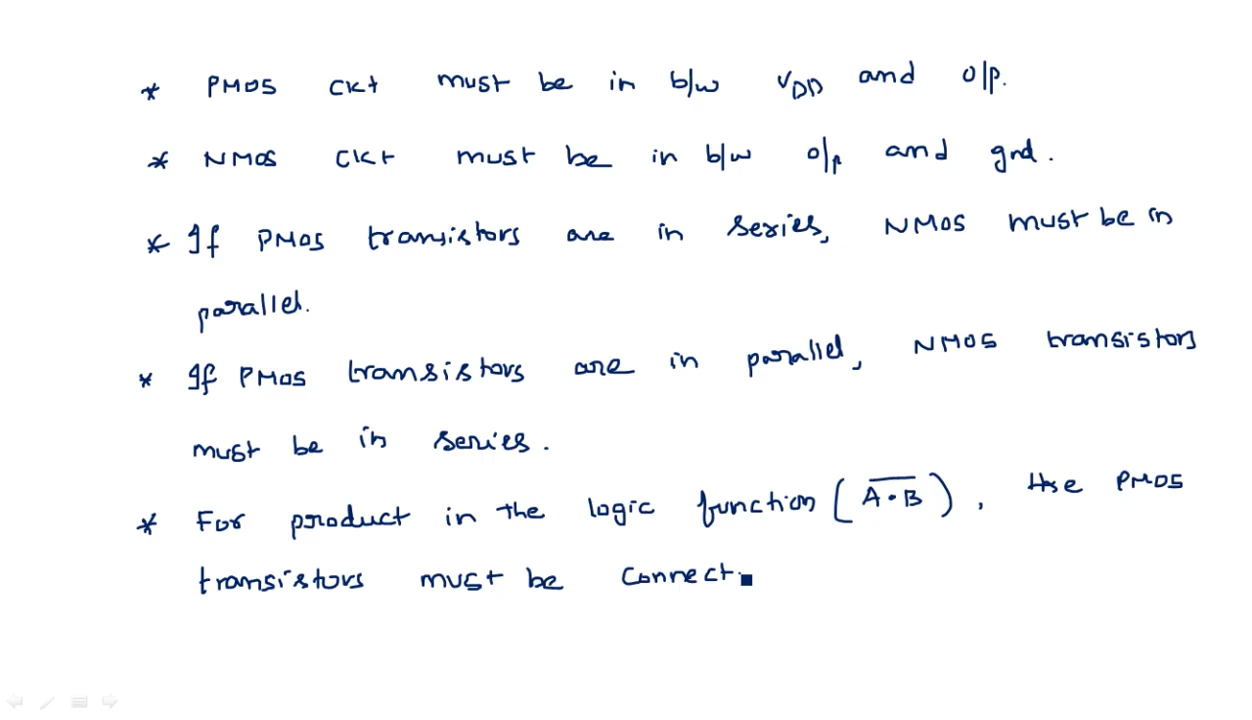 * PMOS ckt must be in b/w VDD and o/p.
* NMOS ckt must be in b/w o/p and gnd.
* If PMOS transistors are in series, NMOS must be in
parallel.
* If PMOS transistors are in parallel, NMOS transistors
must be in series.
* For product in the logic function (A̅ ̅·̅ ̅B̅), the PMOS
transistors must be connect